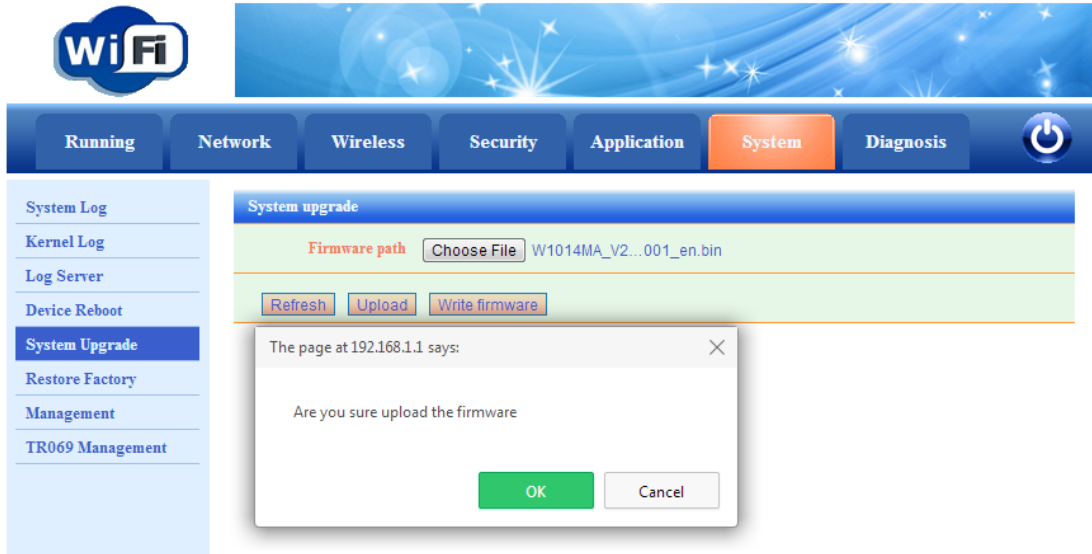 WiFi
Running Network Wireless Security Application System Diagnosis
System Log
Kernel Log
Log Server
Device Reboot
System Upgrade
Restore Factory
Management
TR069 Management
System upgrade
Firmware path Choose File W1014MA_V2...001_en.bin
Refresh Upload Write firmware
The page at 192.168.1.1 says:
Are you sure upload the firmware
OK Cancel